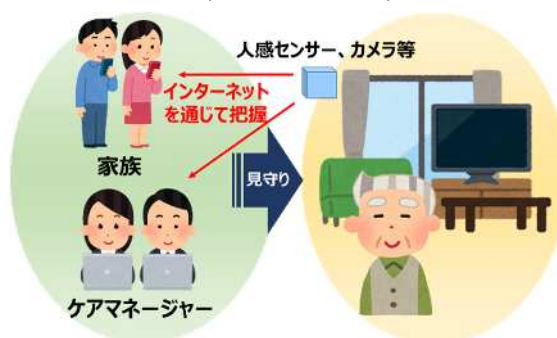 人感センサー、カメラ等
インターネット
を通じて把握
家族
見守り
ケアマネージャー